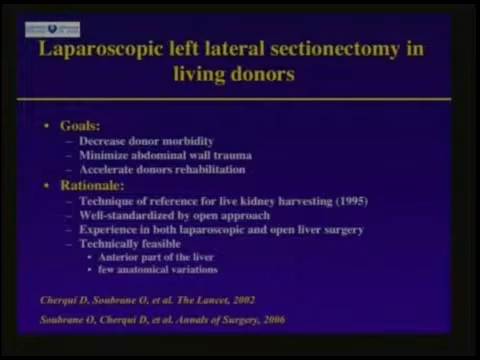 Laparoscopic left lateral sectionectomy in
living donors
• Goals:
– Decrease donor morbidity
– Minimize abdominal wall trauma
– Accelerate donors rehabilitation
• Rationale:
– Technique of reference for live kidney harvesting (1995)
– Well-standardized by open approach
– Experience in both laparoscopic and open liver surgery
– Technically feasible
• Anterior part of the liver
• few anatomical variations
Cherqui D, Soubrane O, et al. The Lancet, 2002
Soubrane O, Cherqui D, et al. Annals of Surgery, 2006